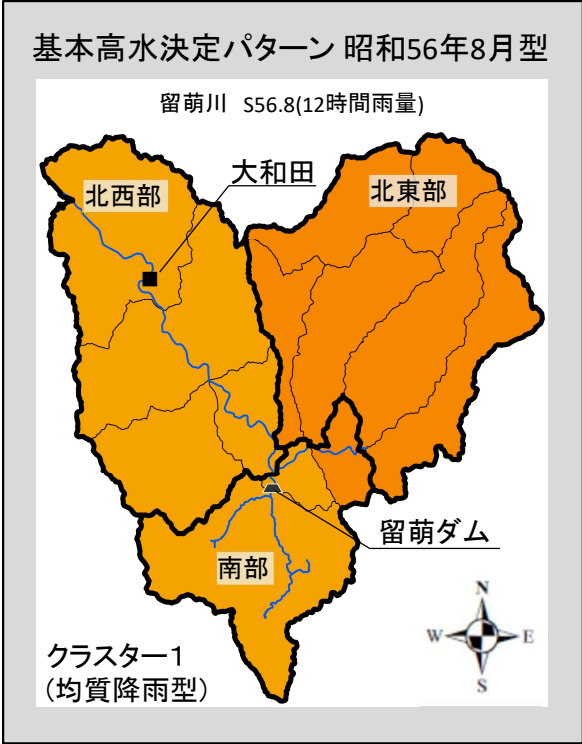 基本高水決定パターン 昭和56年8月型
留萌川 S56.8(12時間雨量)
大和田
北西部
北東部
留萌ダム
南部
N
W
E
S
クラスター1
(均質降雨型)